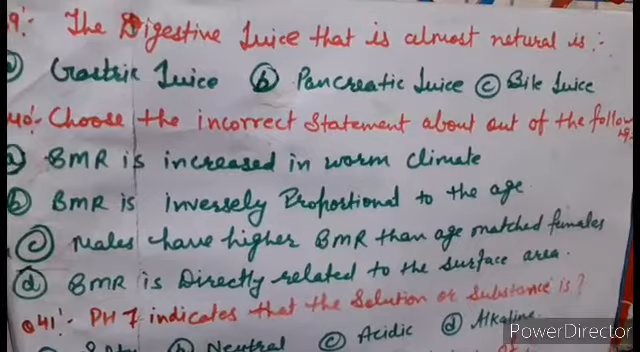 9:- The Digestive Juice that is almost netural is:-
Gastric Juice (b) Pancreatic Juice (c) Bile Juice
40:- Choose the incorrect Statement about out of the follow
a) BMR is increased in worm climate
(b) BMR is inversely Proportional to the age.
(c) Males have higher BMR than age matched females
(d) BMR is Directly related to the surface area.
Q41:- PH 7 indicates that the Solution or Substance is?
(b) Neutral (c) Acidic (d) Alkaline.
PowerDirector